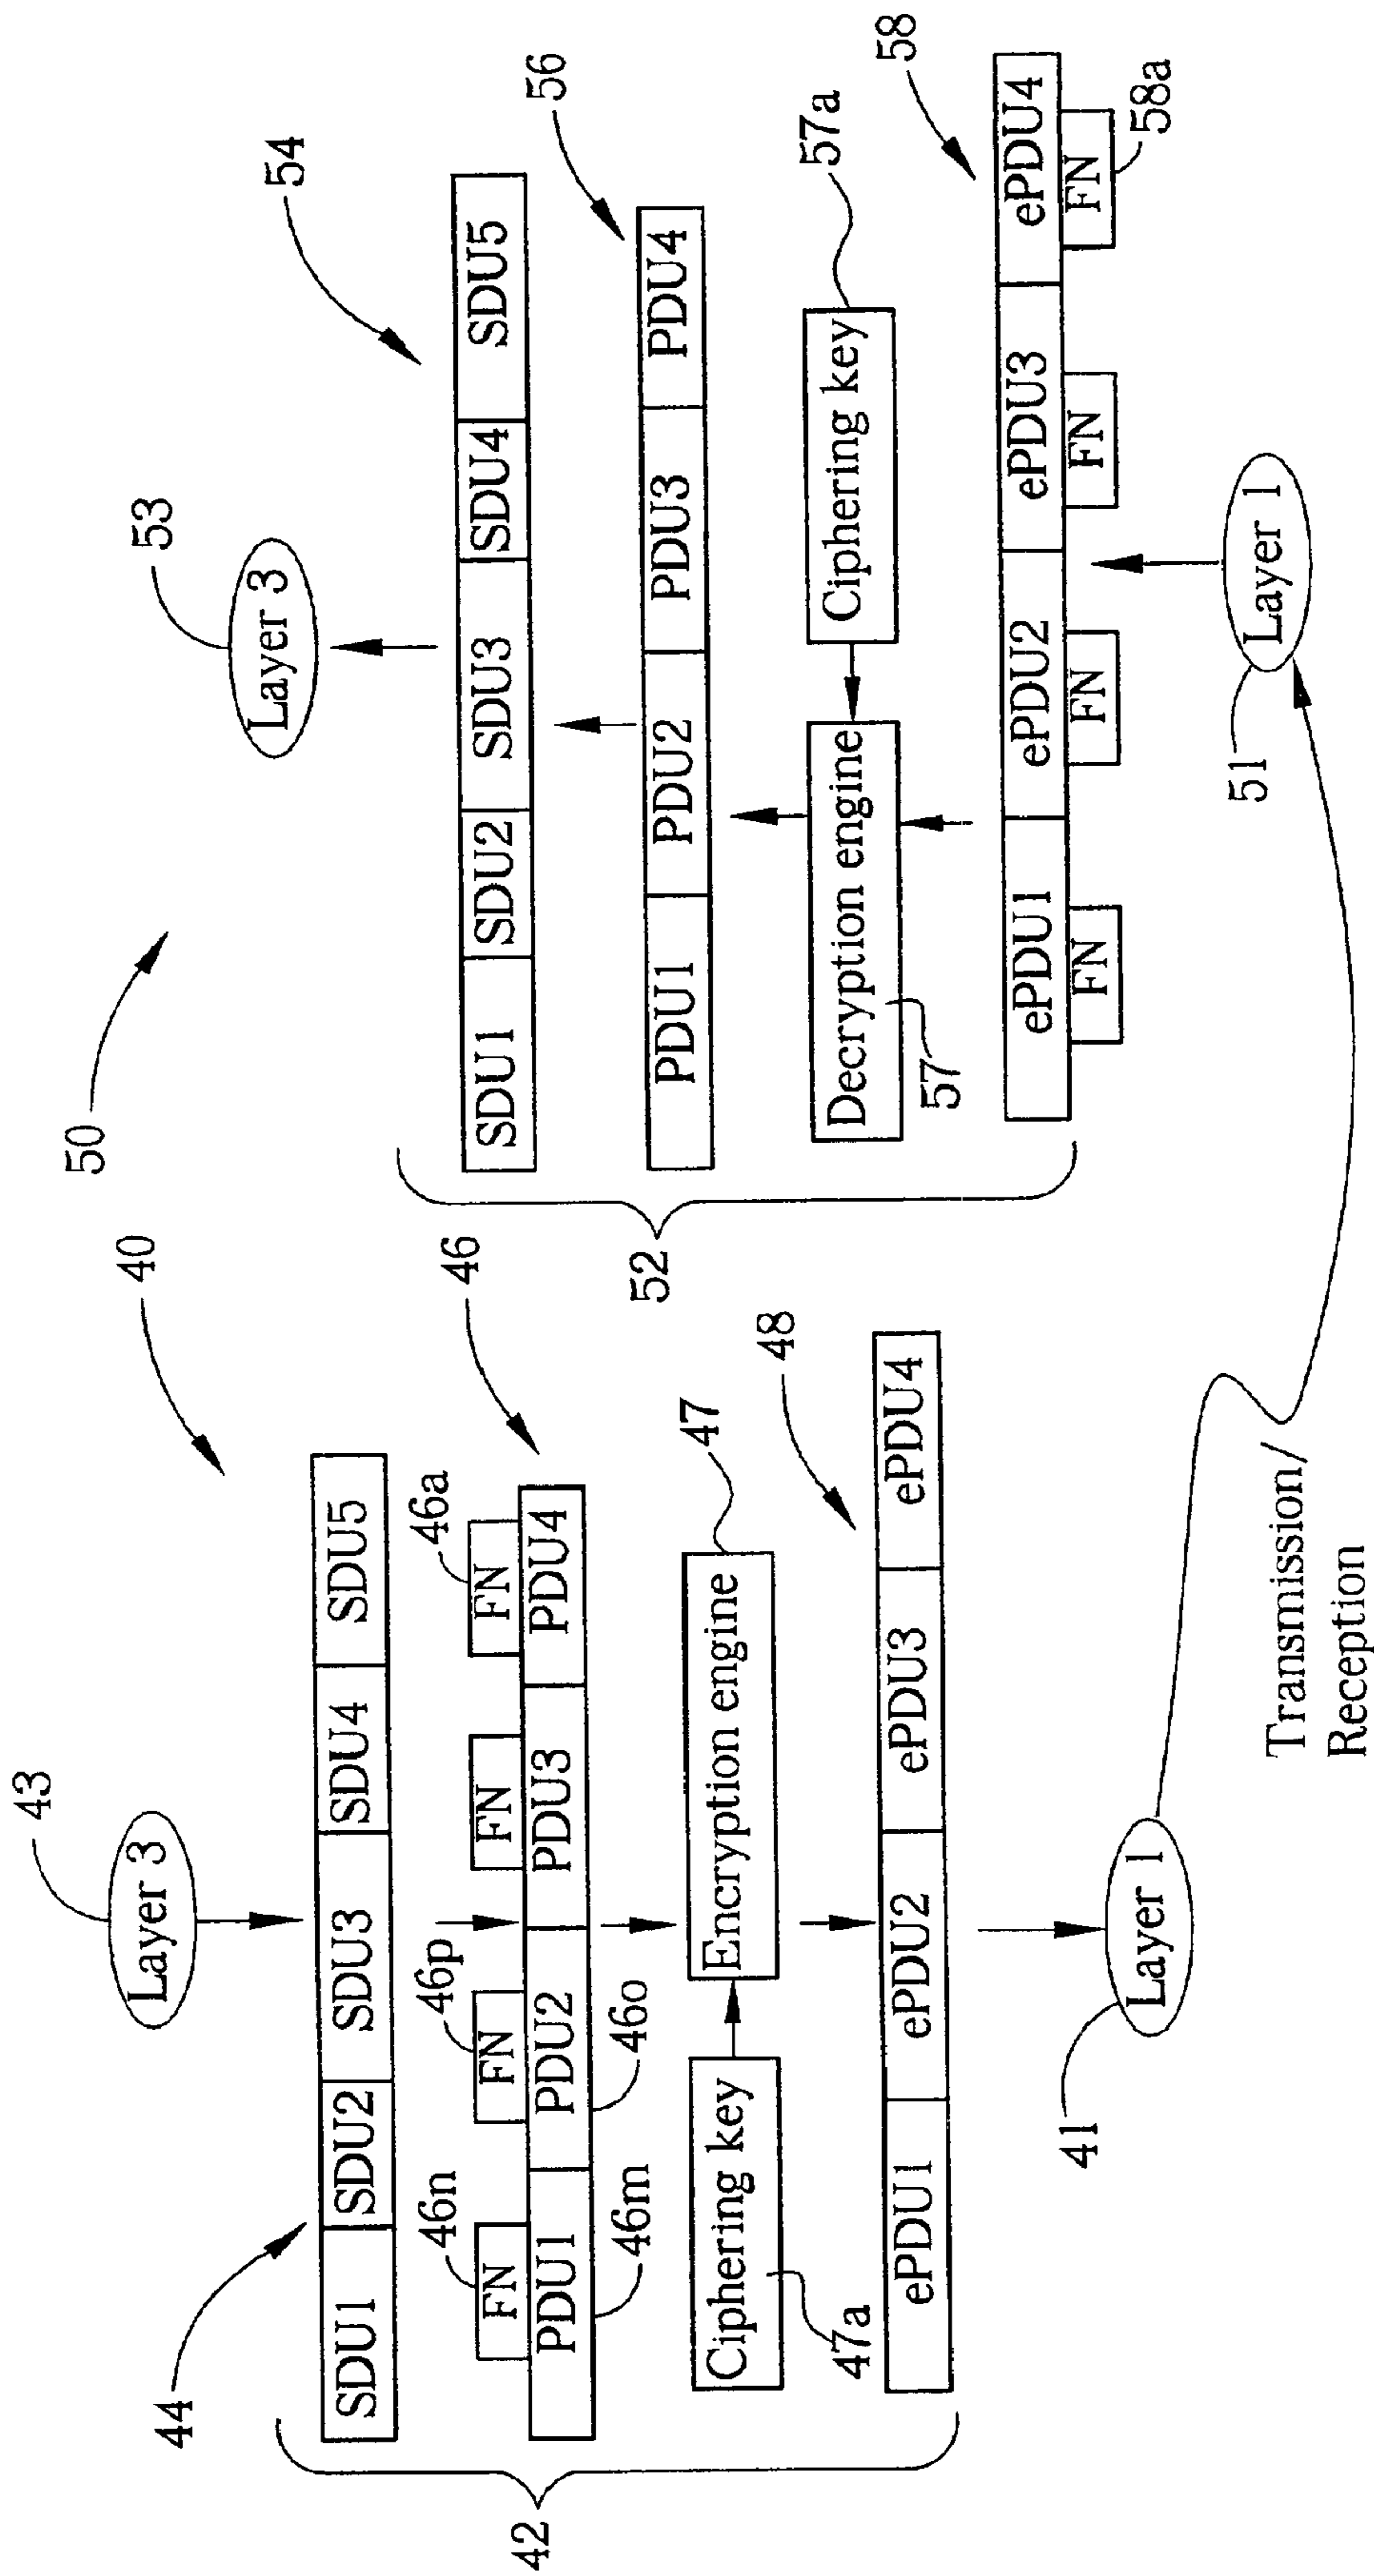 40
43
Layer 3
44
SDU1 SDU2 SDU3 SDU4 SDU5
46
46n 46p 46a
FN FN FN FN
PDU1 PDU2 PDU3 PDU4
46m 46o
42
47
Ciphering key Encryption engine
47a
48
ePDU1 ePDU2 ePDU3 ePDU4
41
Layer 1
Transmission/
Reception
50
53
Layer 3
54
SDU1 SDU2 SDU3 SDU4 SDU5
56
PDU1 PDU2 PDU3 PDU4
52
57a
Decryption engine Ciphering key
57
58
ePDU1 ePDU2 ePDU3 ePDU4
FN FN FN FN
58a
51
Layer 1